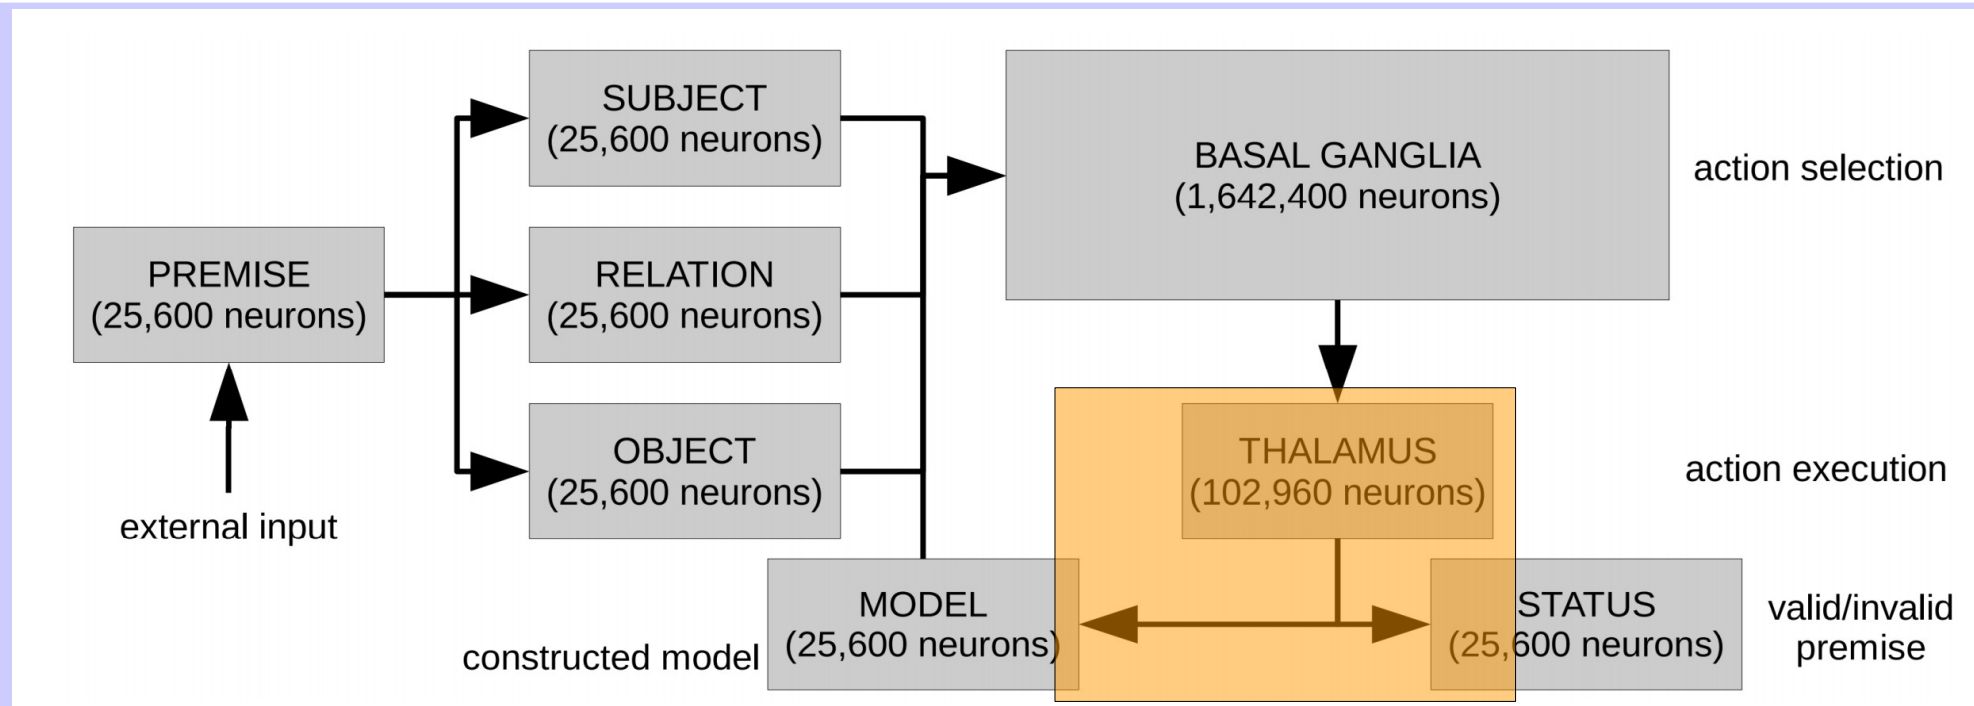 SUBJECT
(25,600 neurons)
BASAL GANGLIA
(1,642,400 neurons)
action selection
PREMISE
(25,600 neurons)
RELATION
(25,600 neurons)
OBJECT
(25,600 neurons)
THALAMUS
(102,960 neurons)
action execution
external input
MODEL
(25,600 neurons)
constructed model
STATUS
(25,600 neurons)
valid/invalid
premise